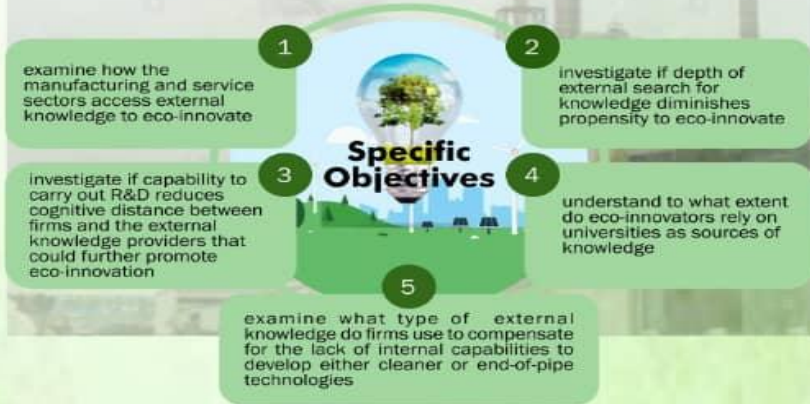 1
examine how the
manufacturing and service
sectors access external
knowledge to eco-innovate
2
investigate if depth of
external search for
knowledge diminishes
propensity to eco-innovate
Specific
Objectives
3
investigate if capability to
carry out R&D reduces
cognitive distance between
firms and the external
knowledge providers that
could further promote
eco-innovation
4
understand to what extent
do eco-innovators rely on
universities as sources of
knowledge
5
examine what type of external
knowledge do firms use to compensate
for the lack of internal capabilities to
develop either cleaner or end-of-pipe
technologies